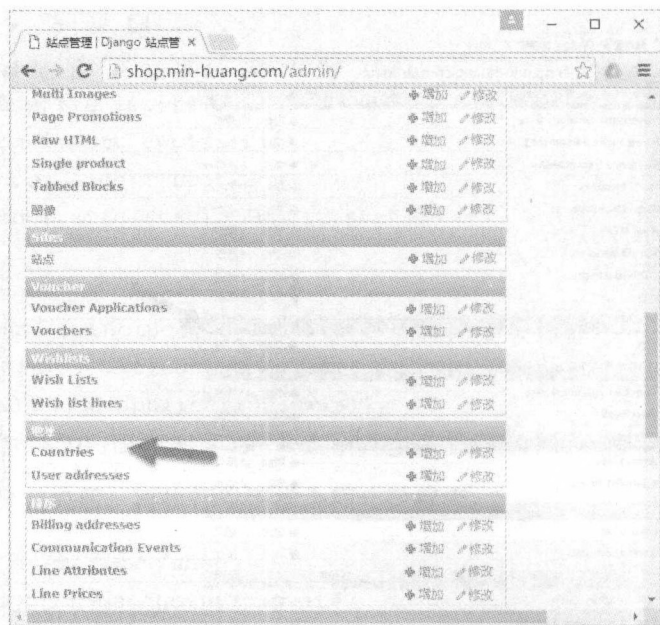 站点管理 | Django 站点管 ×
shop.min-huang.com/admin/
Multi Images 增加 修改
Page Promotions 增加 修改
Raw HTML 增加 修改
Single product 增加 修改
Tabbed Blocks 增加 修改
图像 增加 修改
Sites
站点 增加 修改
Voucher
Voucher Applications 增加 修改
Vouchers 增加 修改
Wishlists
Wish Lists 增加 修改
Wish list lines 增加 修改
Countries 增加 修改
User addresses 增加 修改
Billing addresses 增加 修改
Communication Events 增加 修改
Line Attributes 增加 修改
Line Prices 增加 修改